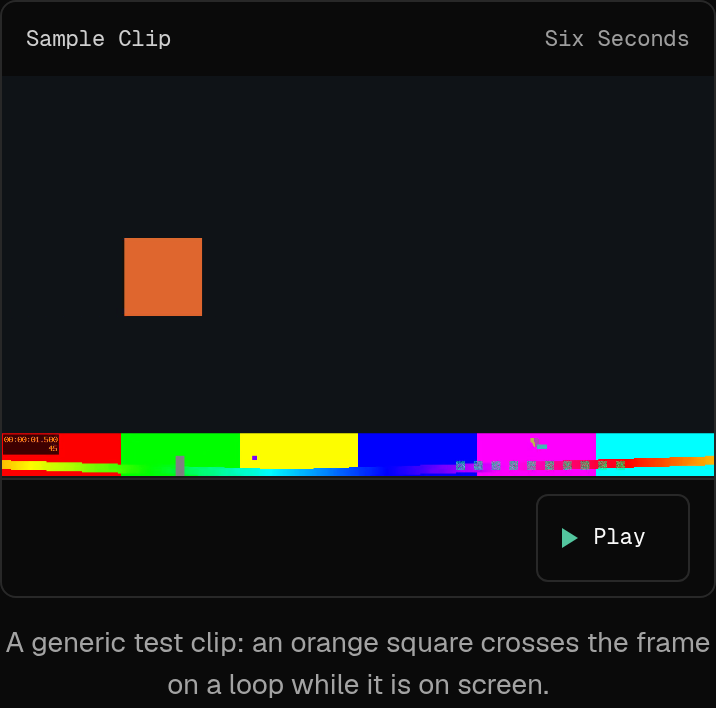 Sample Clip
Six Seconds
00:00:01.500
45
Play
A generic test clip: an orange square crosses the frame
on a loop while it is on screen.